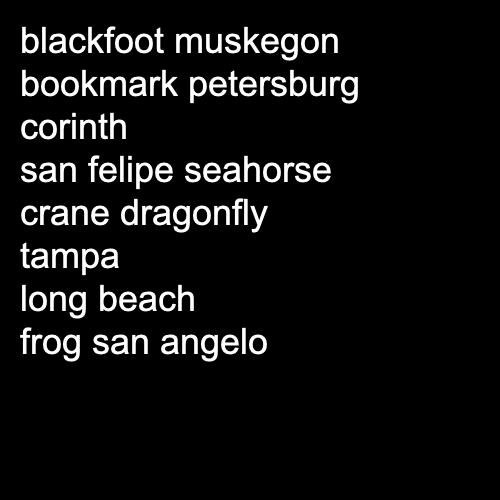 blackfoot muskegon
bookmark petersburg
corinth
san felipe seahorse
crane dragonfly
tampa
long beach
frog san angelo